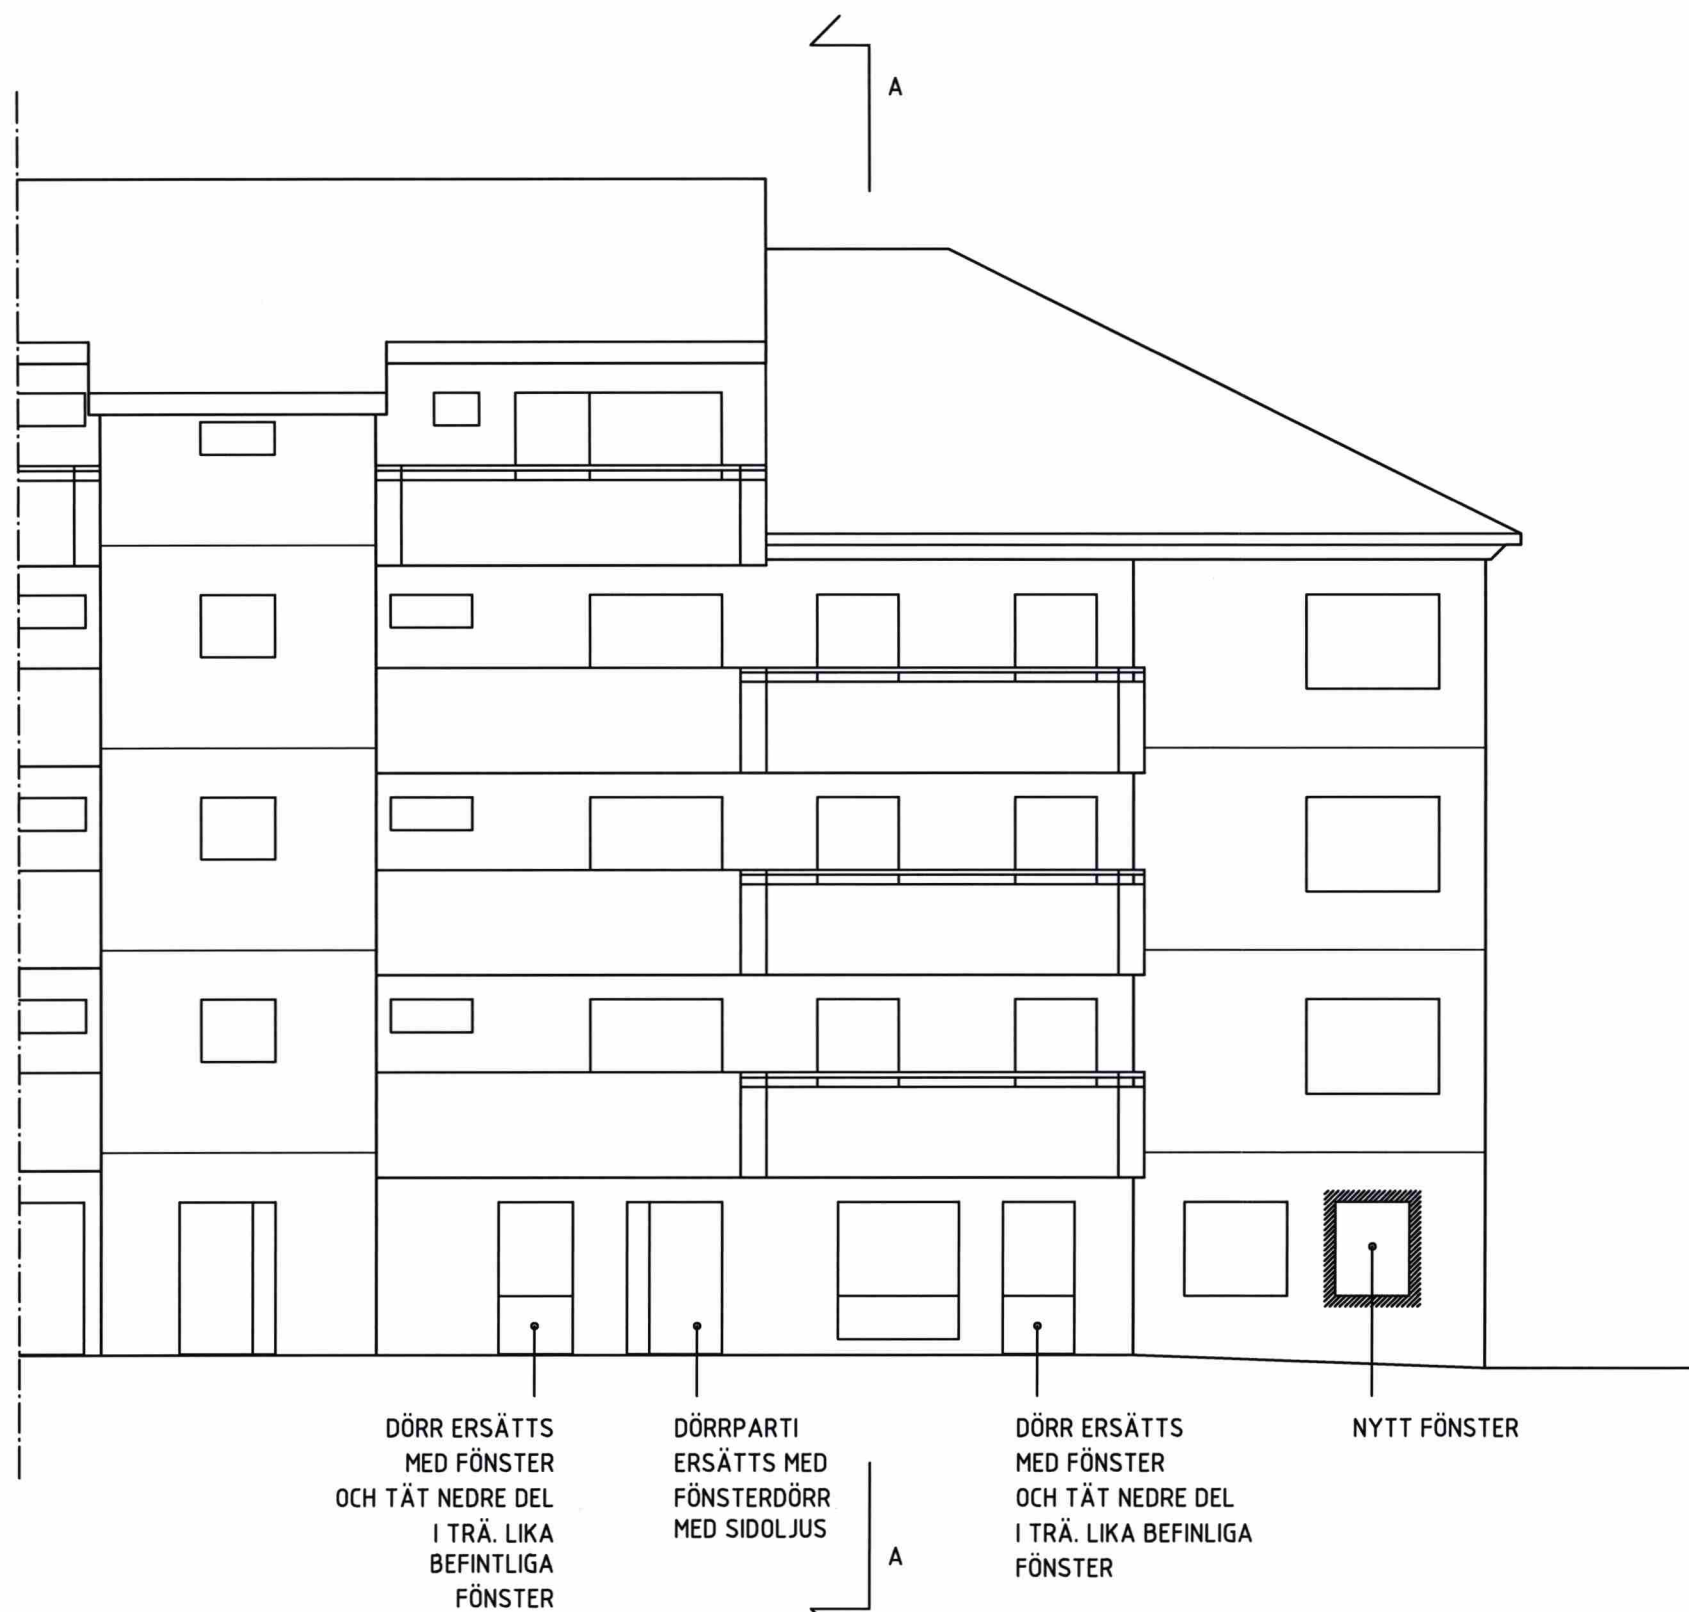 A
DÖRR ERSÄTTS
MED FÖNSTER
OCH TÄT NEDRE DEL
I TRÄ. LIKA
BEFINTLIGA
FÖNSTER
DÖRRPARTI
ERSÄTTS MED
FÖNSTERDÖRR
MED SIDOLJUS
DÖRR ERSÄTTS
MED FÖNSTER
OCH TÄT NEDRE DEL
I TRÄ. LIKA BEFINLIGA
FÖNSTER
NYTT FÖNSTER
A